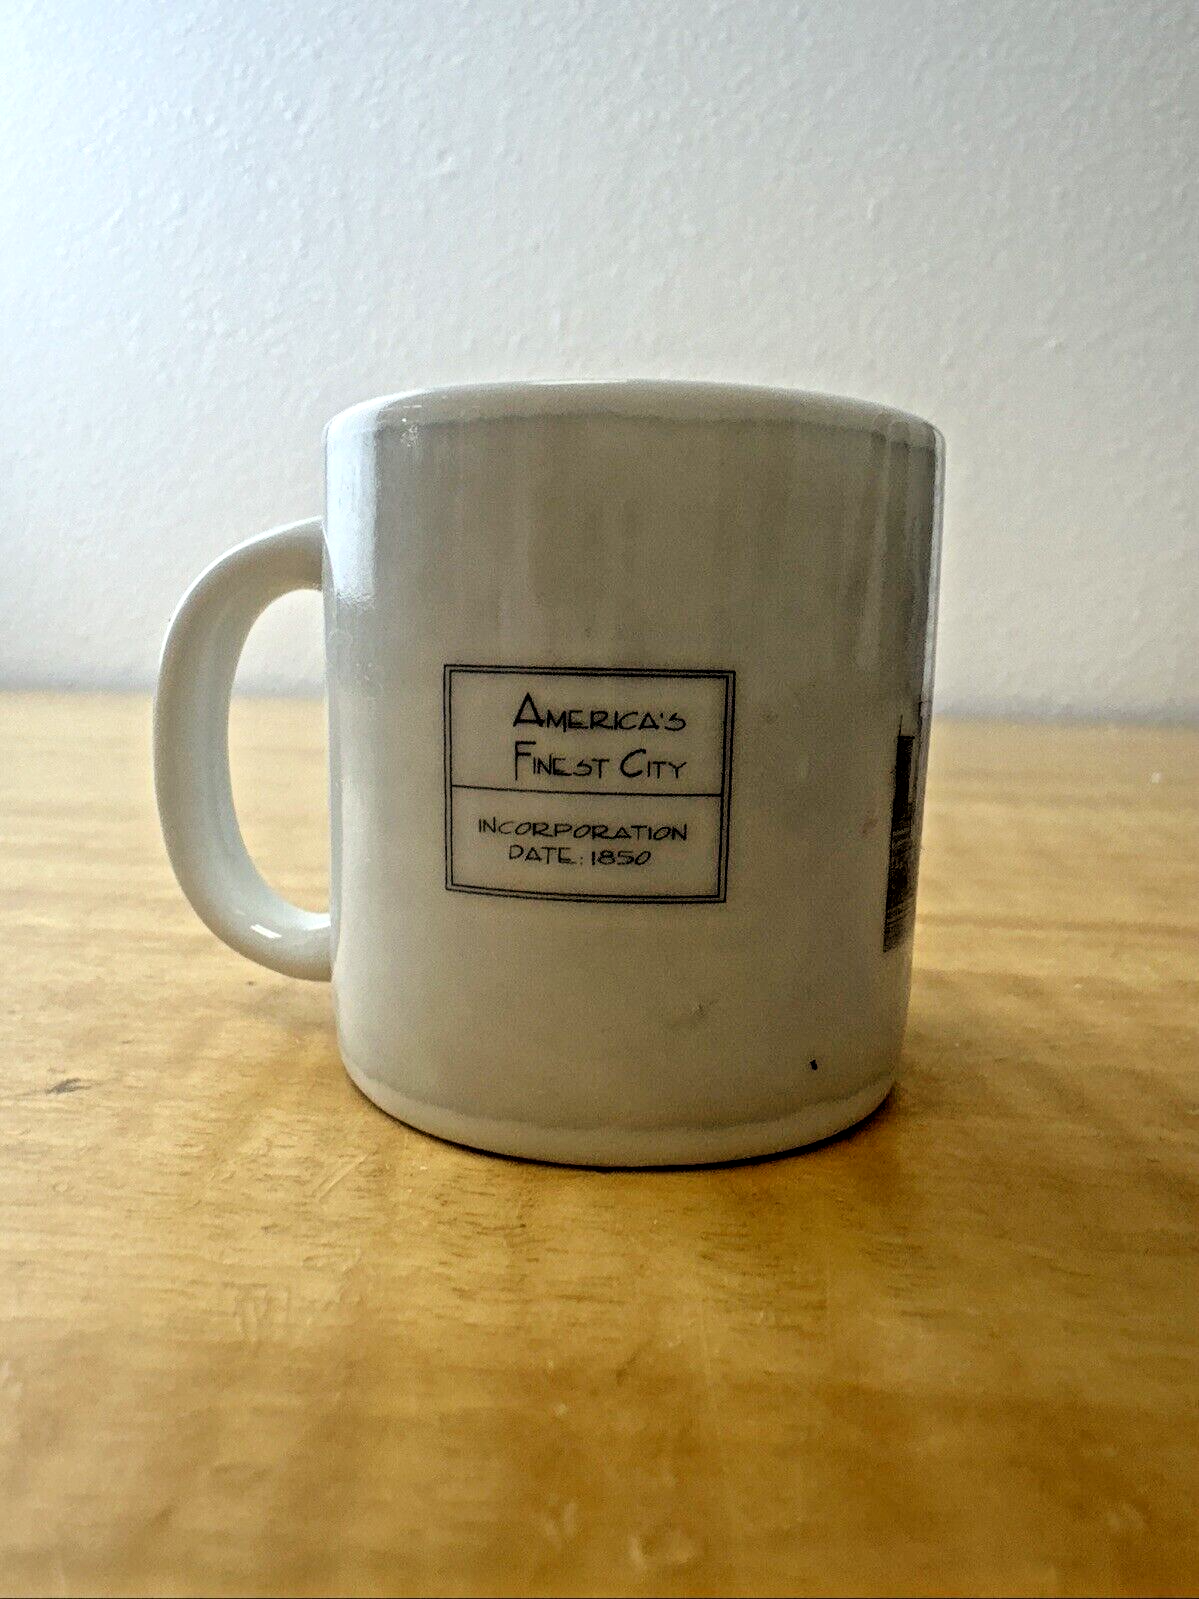 AMERICA'S
FINEST CITY
INCORPORATION
DATE: 1850